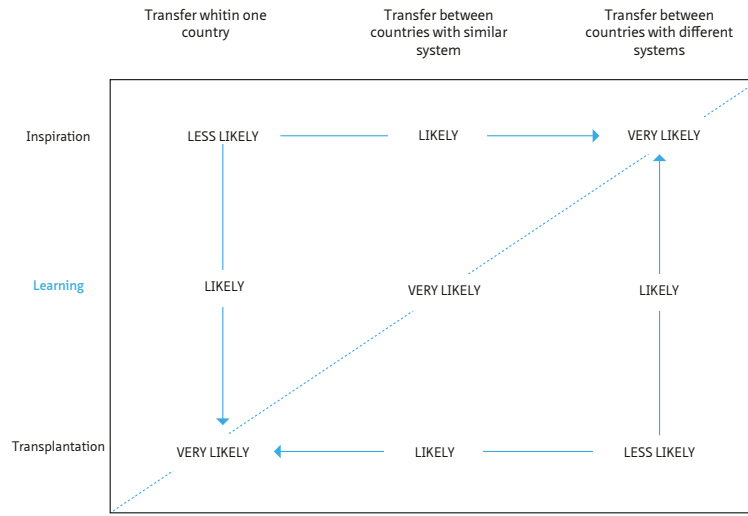 Transfer whitin one
country
Transfer between
countries with similar
system
Transfer between
countries with different
systems
Inspiration
LESS LIKELY
LIKELY
VERY LIKELY
Learning
LIKELY
VERY LIKELY
LIKELY
Transplantation
VERY LIKELY
LIKELY
LESS LIKELY